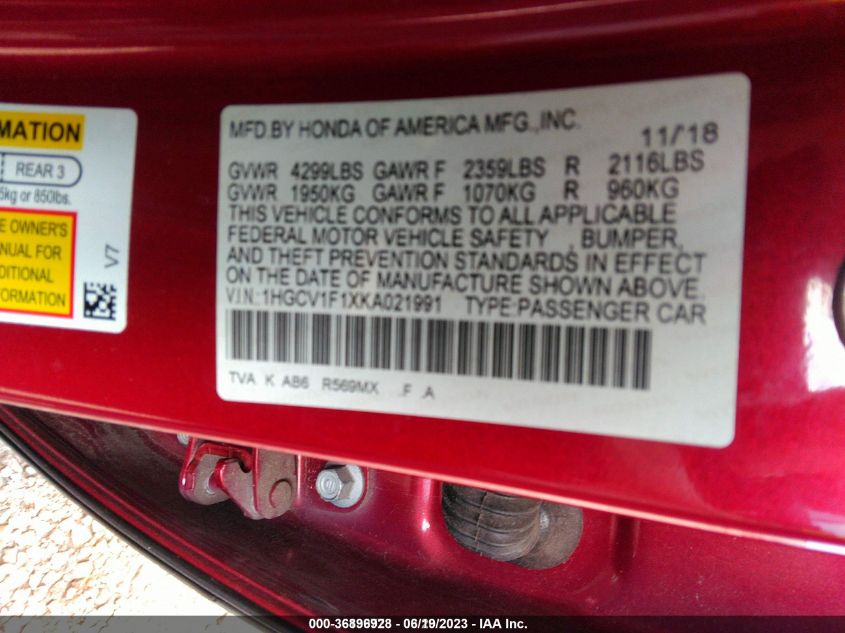 MATION
REAR 3
5kg or 850lbs.
E OWNER'S
NUAL FOR
DITIONAL
FORMATION
V7
MFD.BY HONDA OF AMERICA MFG.,INC. 11/'18
GVWR 4299LBS GAWR F 2359LBS R 2116LBS
GVWR 1950KG GAWR F 1070KG R 960KG
THIS VEHICLE CONFORMS TO ALL APPLICABLE
FEDERAL MOTOR VEHICLE SAFETY , BUMPER,
AND THEFT PREVENTION STANDARDS IN EFFECT
ON THE DATE OF MANUFACTURE SHOWN ABOVE.
V.I.N.:1HGCV1F1XKA021991 TYPE:PASSENGER CAR
TVA K AB6 R569MX .F .A
000-36896928 - 06/19/2023 - IAA Inc.